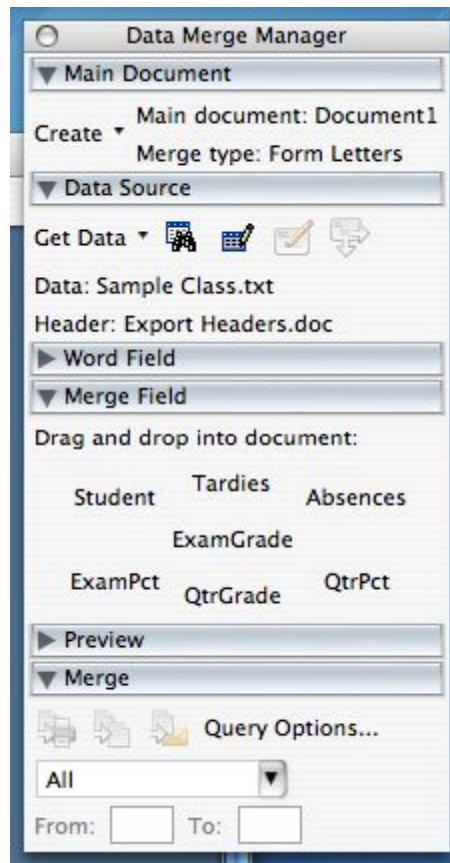 Data Merge Manager
Main Document
Create
Main document: Document1
Merge type: Form Letters
Data Source
Get Data
Data: Sample Class.txt
Header: Export Headers.doc
Word Field
Merge Field
Drag and drop into document:
Student Tardies Absences
ExamGrade
ExamPct QtrGrade QtrPct
Preview
Merge
Query Options...
All
From: To: